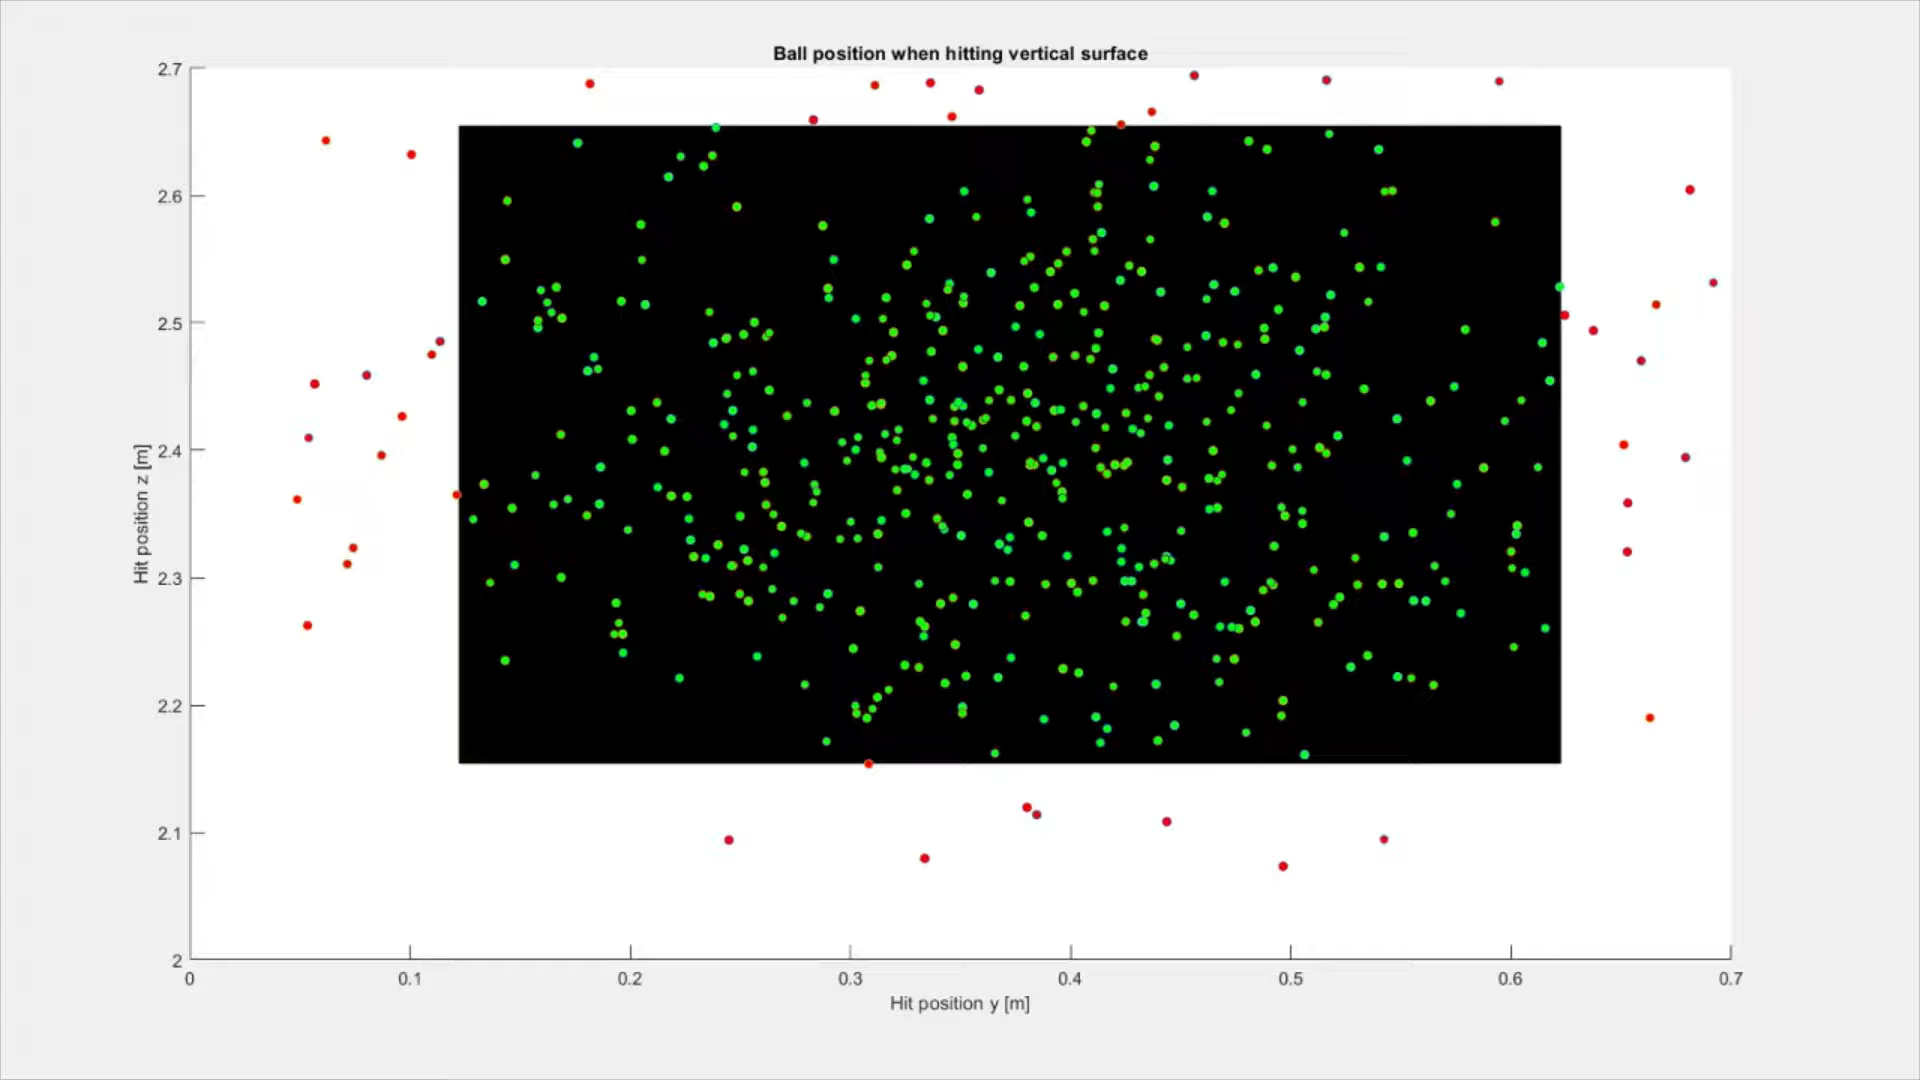 Ball position when hitting vertical surface
2.7
2.6
2.5
2.4
2.3
2.2
2.1
2
Hit position z [m]
0 0.1 0.2 0.3 0.4 0.5 0.6 0.7
Hit position y [m]